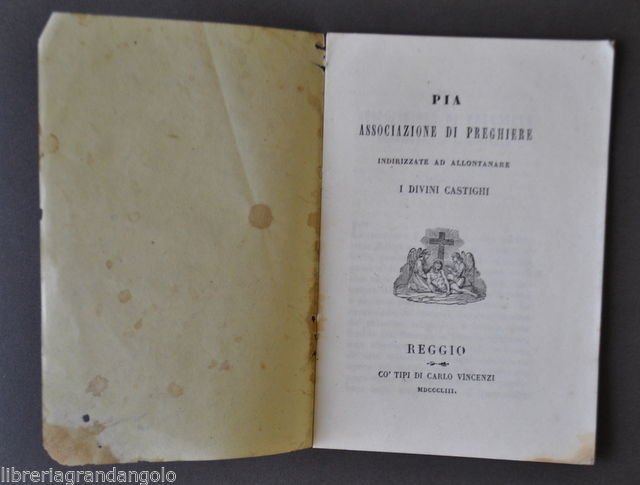 PIA
ASSOCIAZIONE DI PREGHIERE
INDIRIZZATE AD ALLONTANARE
I DIVINI CASTIGHI
REGGIO
CO' TIPI DI CARLO VINCENZI
MDCCCLIII.
libreriagrandangolo